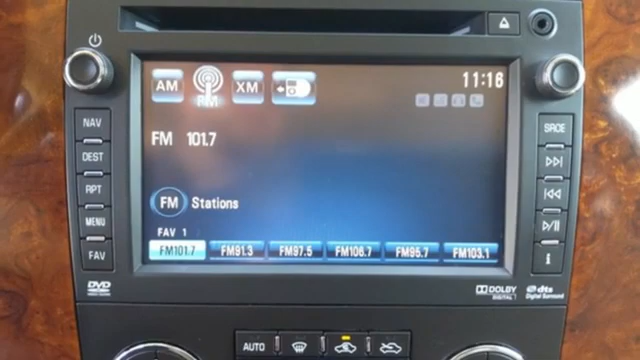 11:16
AM FM XM
FM 101.7
FM Stations
FAV 1
FM101.7 FM91.3 FM97.5 FM106.7 FM95.7 FM103.1
NAV
DEST
RPT
MENU
FAV
SRCE
i
DVD
DOLBY
DIGITAL
dts
Digital Surround
AUTO